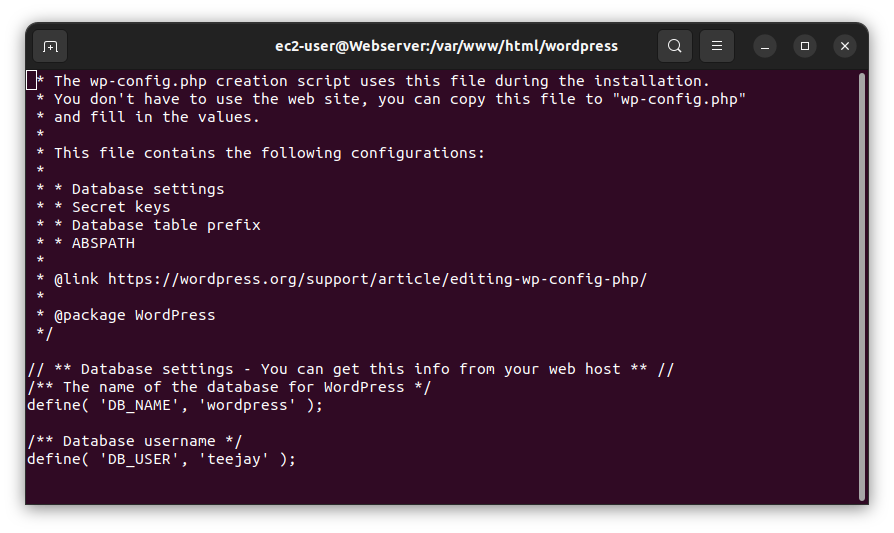 ec2-user@Webserver:/var/www/html/wordpress
* The wp-config.php creation script uses this file during the installation.
* You don't have to use the web site, you can copy this file to "wp-config.php"
* and fill in the values.
*
* This file contains the following configurations:
*
* * Database settings
* * Secret keys
* * Database table prefix
* * ABSPATH
*
* @link https://wordpress.org/support/article/editing-wp-config-php/
*
* @package WordPress
*/
// ** Database settings - You can get this info from your web host ** //
/** The name of the database for WordPress */
define( 'DB_NAME', 'wordpress' );
/** Database username */
define( 'DB_USER', 'teejay' );